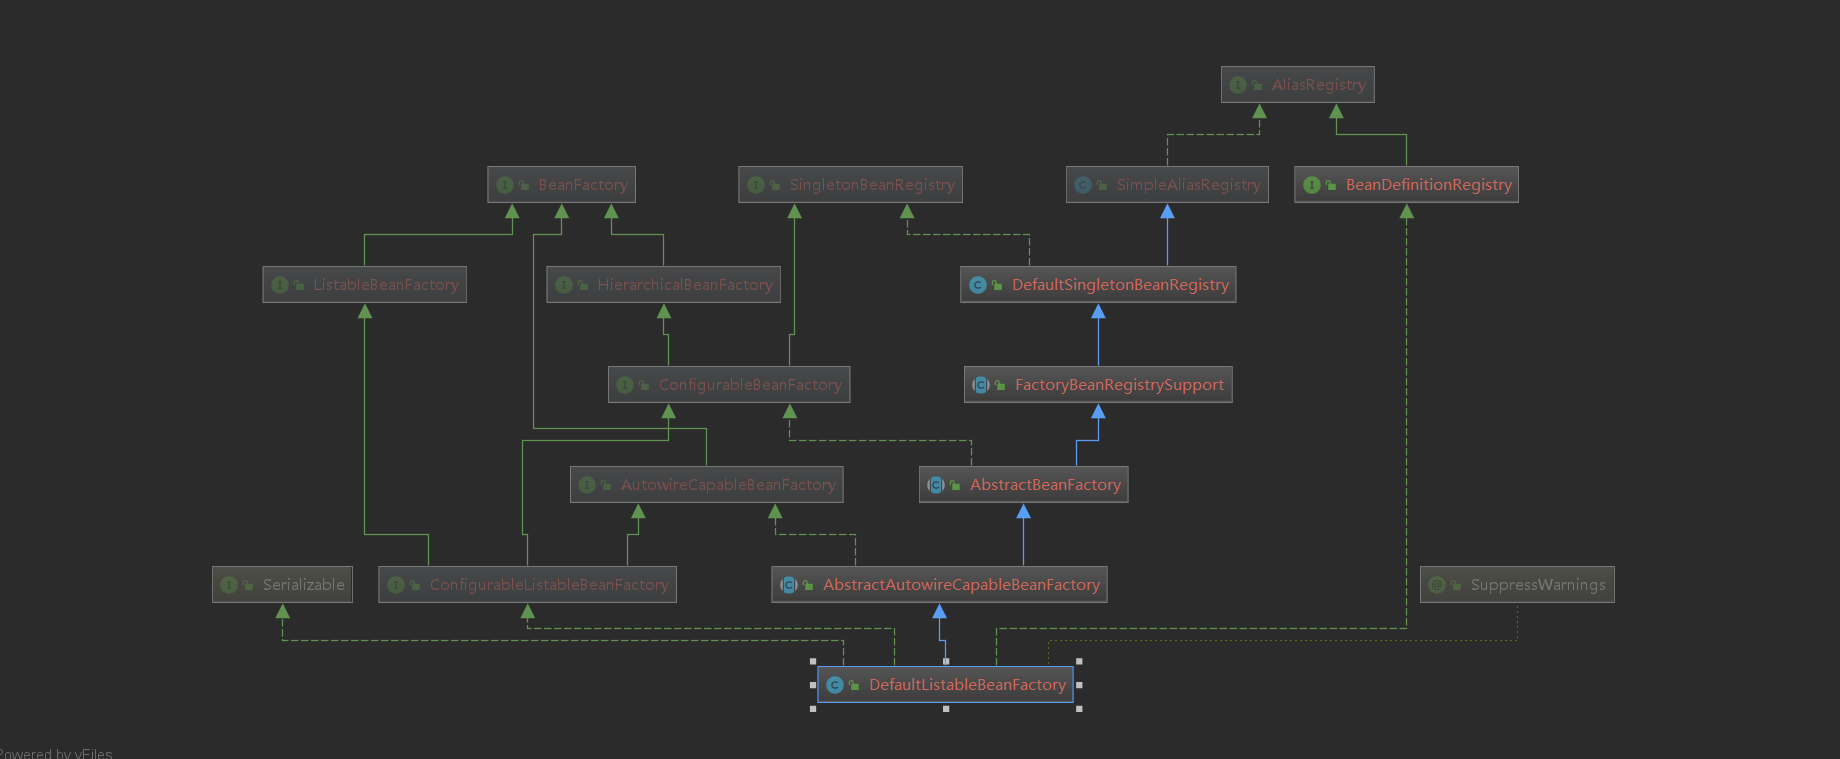 AliasRegistry
BeanFactory
SingletonBeanRegistry
SimpleAliasRegistry
BeanDefinitionRegistry
ListableBeanFactory
HierarchicalBeanFactory
DefaultSingletonBeanRegistry
ConfigurableBeanFactory
FactoryBeanRegistrySupport
AutowireCapableBeanFactory
AbstractBeanFactory
Serializable
ConfigurableListableBeanFactory
AbstractAutowireCapableBeanFactory
SuppressWarnings
DefaultListableBeanFactory
Powered by yFiles